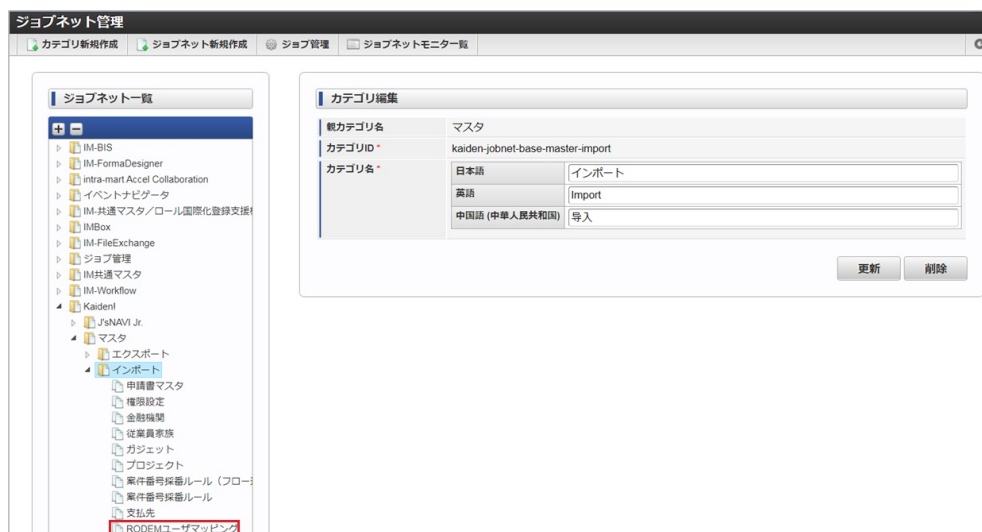 ジョブネット管理
カテゴリ新規作成 ジョブネット新規作成 ジョブ管理 ジョブネットモニタ一覧
ジョブネット一覧
IM-BIS
IM-FormaDesigner
intra-mart Accel Collaboration
イベントナビゲータ
IM-共通マスタ／ロール国際化登録支援
IMBox
IM-FileExchange
ジョブ管理
IM共通マスタ
IM-Workflow
Kaiden!
J'sNAVI Jr.
マスタ
エクスポート
インポート
申請書マスタ
権限設定
金融機関
従業員家族
ガジェット
プロジェクト
案件番号採番ルール（フロー
案件番号採番ルール
支払先
RODEMユーザマッピング
カテゴリ編集
親カテゴリ名 マスタ
カテゴリID * kaiden-jobnet-base-master-import
カテゴリ名 *
日本語 インポート
英語 Import
中国語 (中華人民共和国) 导入
更新 削除